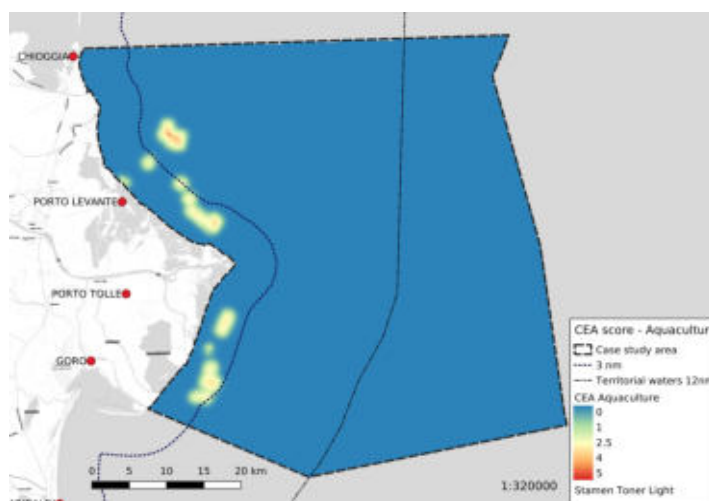 CHIOGGIA
PORTO LEVANTE
PORTO TOLLE
GORO
CEA score - Aquacultur
Case study area
3 nm
Territorial waters 12nm
CEA Aquaculture
0
1
2.5
4
5
Stamen Toner Light
0 5 10 15 20 km
1:320000